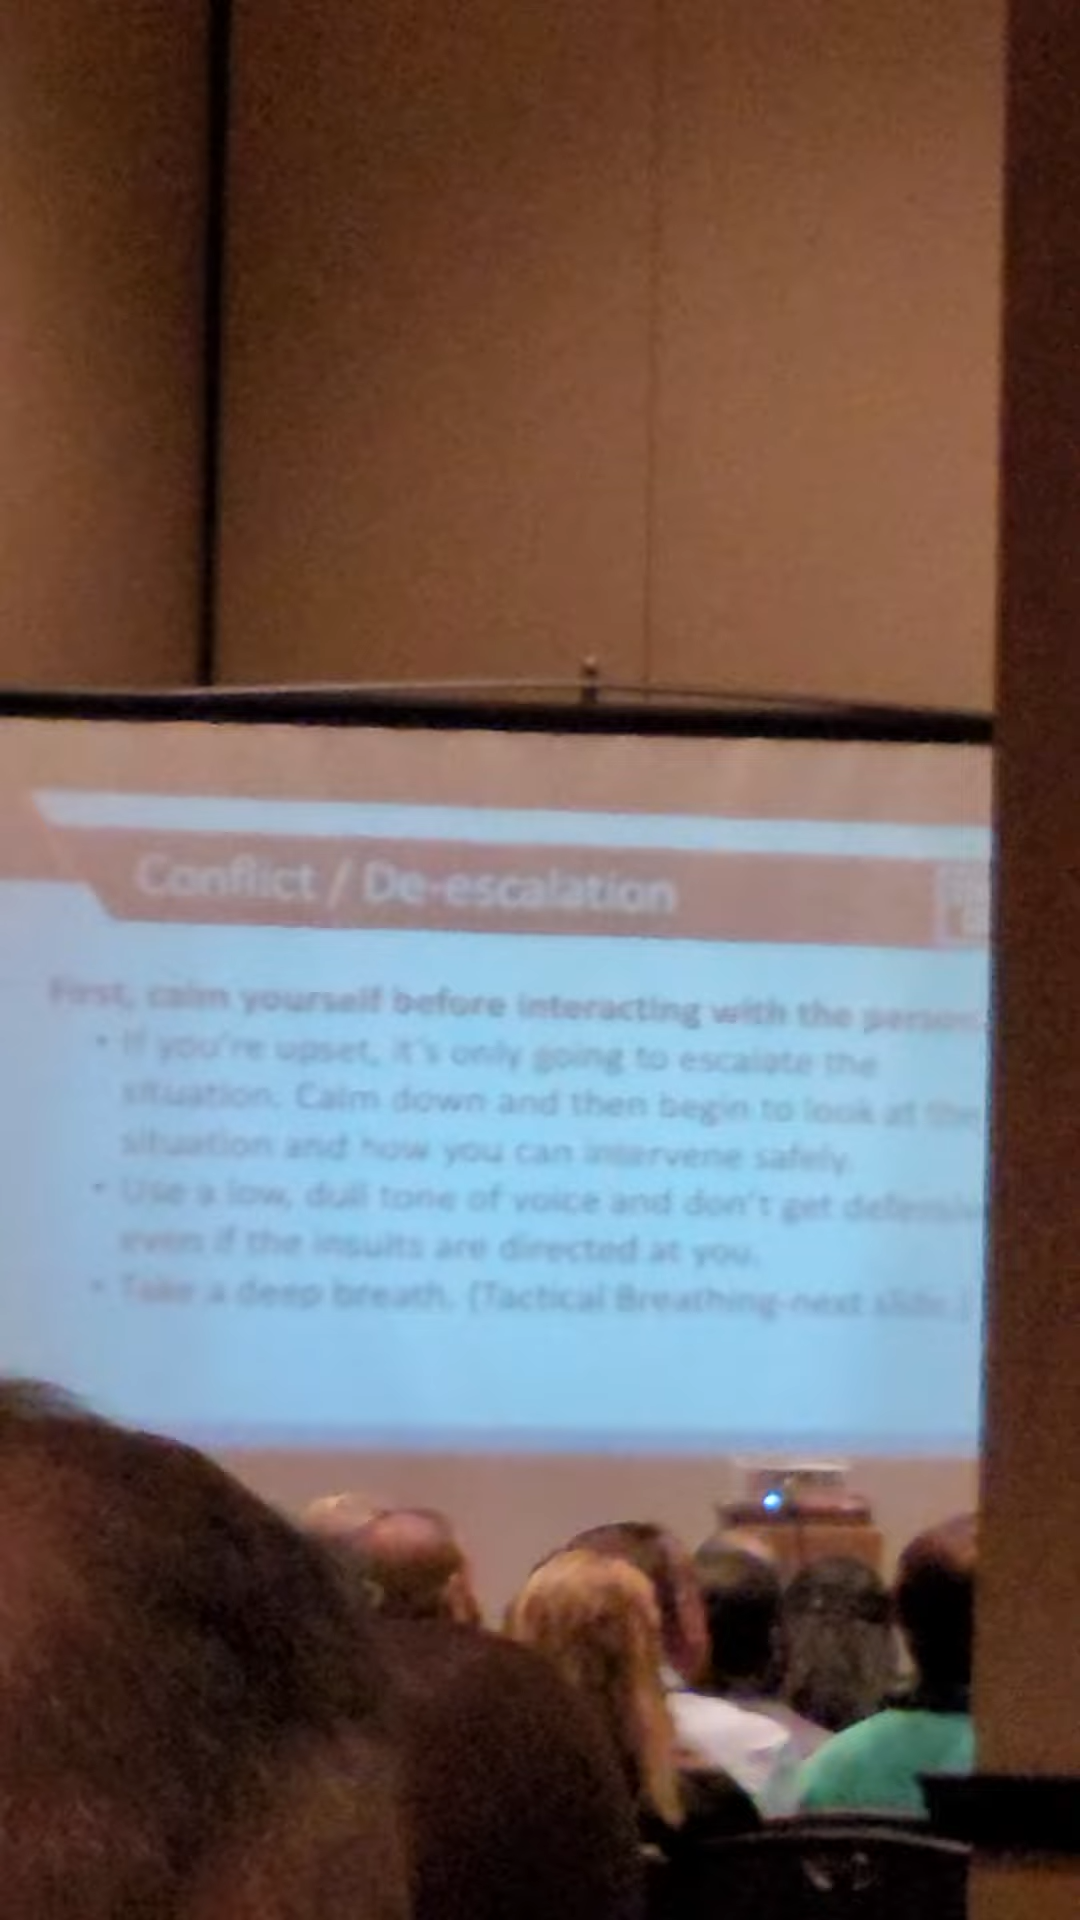 Conflict / De-escalation
First, calm yourself before interacting with the person.
• If you're upset, it's only going to escalate the
situation. Calm down and then begin to look at the
situation and how you can intervene safely.
• Use a low, dull tone of voice and don't get
even if the insults are directed at you.
• Take a deep breath. (Tactical Breathing-next slide.)